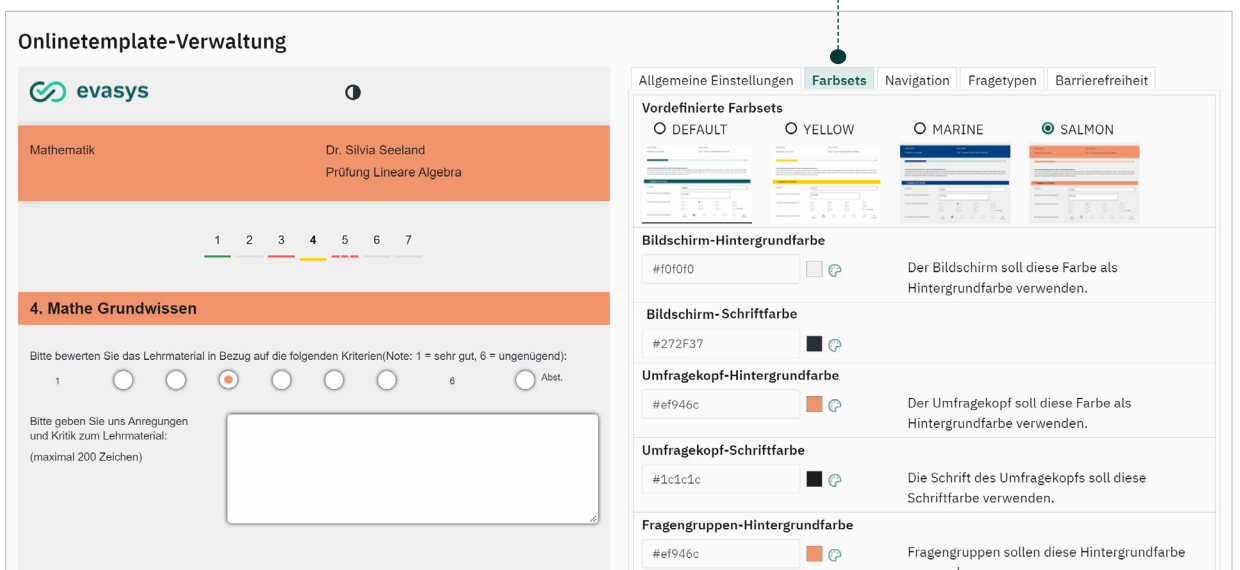 Onlinetemplate-Verwaltung
evasys
Mathematik
Dr. Silvia Seeland
Prüfung Lineare Algebra
1 2 3 4 5 6 7
4. Mathe Grundwissen
Bitte bewerten Sie das Lehrmaterial in Bezug auf die folgenden Kriterien(Note: 1 = sehr gut, 6 = ungenügend):
1 6 Abst.
Bitte geben Sie uns Anregungen
und Kritik zum Lehrmaterial:
(maximal 200 Zeichen)
Allgemeine Einstellungen Farbsets Navigation Fragetypen Barrierefreiheit
Vordefinierte Farbsets
DEFAULT YELLOW MARINE SALMON
Bildschirm-Hintergrundfarbe
#f0f0f0
Der Bildschirm soll diese Farbe als
Hintergrundfarbe verwenden.
Bildschirm-Schriftfarbe
#272F37
Umfragekopf-Hintergrundfarbe
#ef946c
Der Umfragekopf soll diese Farbe als
Hintergrundfarbe verwenden.
Umfragekopf-Schriftfarbe
#1c1c1c
Die Schrift des Umfragekopfs soll diese
Schriftfarbe verwenden.
Fragengruppen-Hintergrundfarbe
#ef946c
Fragengruppen sollen diese Hintergrundfarbe